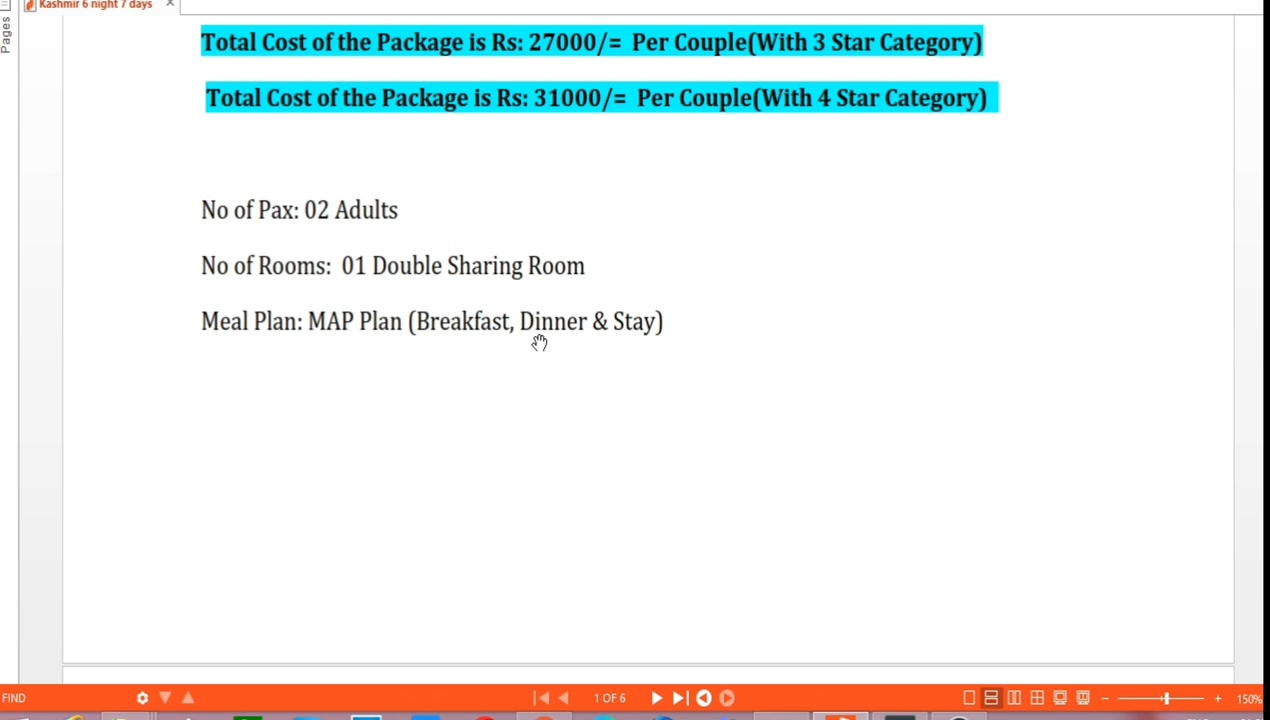 Kashmir 6 night 7 days
Pages
Total Cost of the Package is Rs: 27000/= Per Couple(With 3 Star Category)
Total Cost of the Package is Rs: 31000/= Per Couple(With 4 Star Category)
No of Pax: 02 Adults
No of Rooms: 01 Double Sharing Room
Meal Plan: MAP Plan (Breakfast, Dinner & Stay)
FIND
1 OF 6
150%